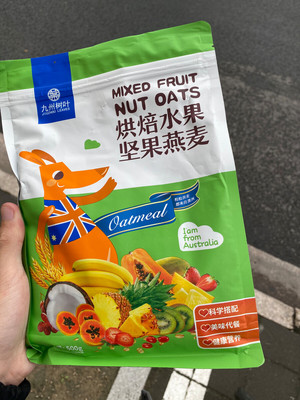 九州树叶
MIXED FRUIT
NUT OATS
烘焙水果
坚果燕麦
Oatmeal
I am
from
Australia
科学搭配
美味代餐
健康营养